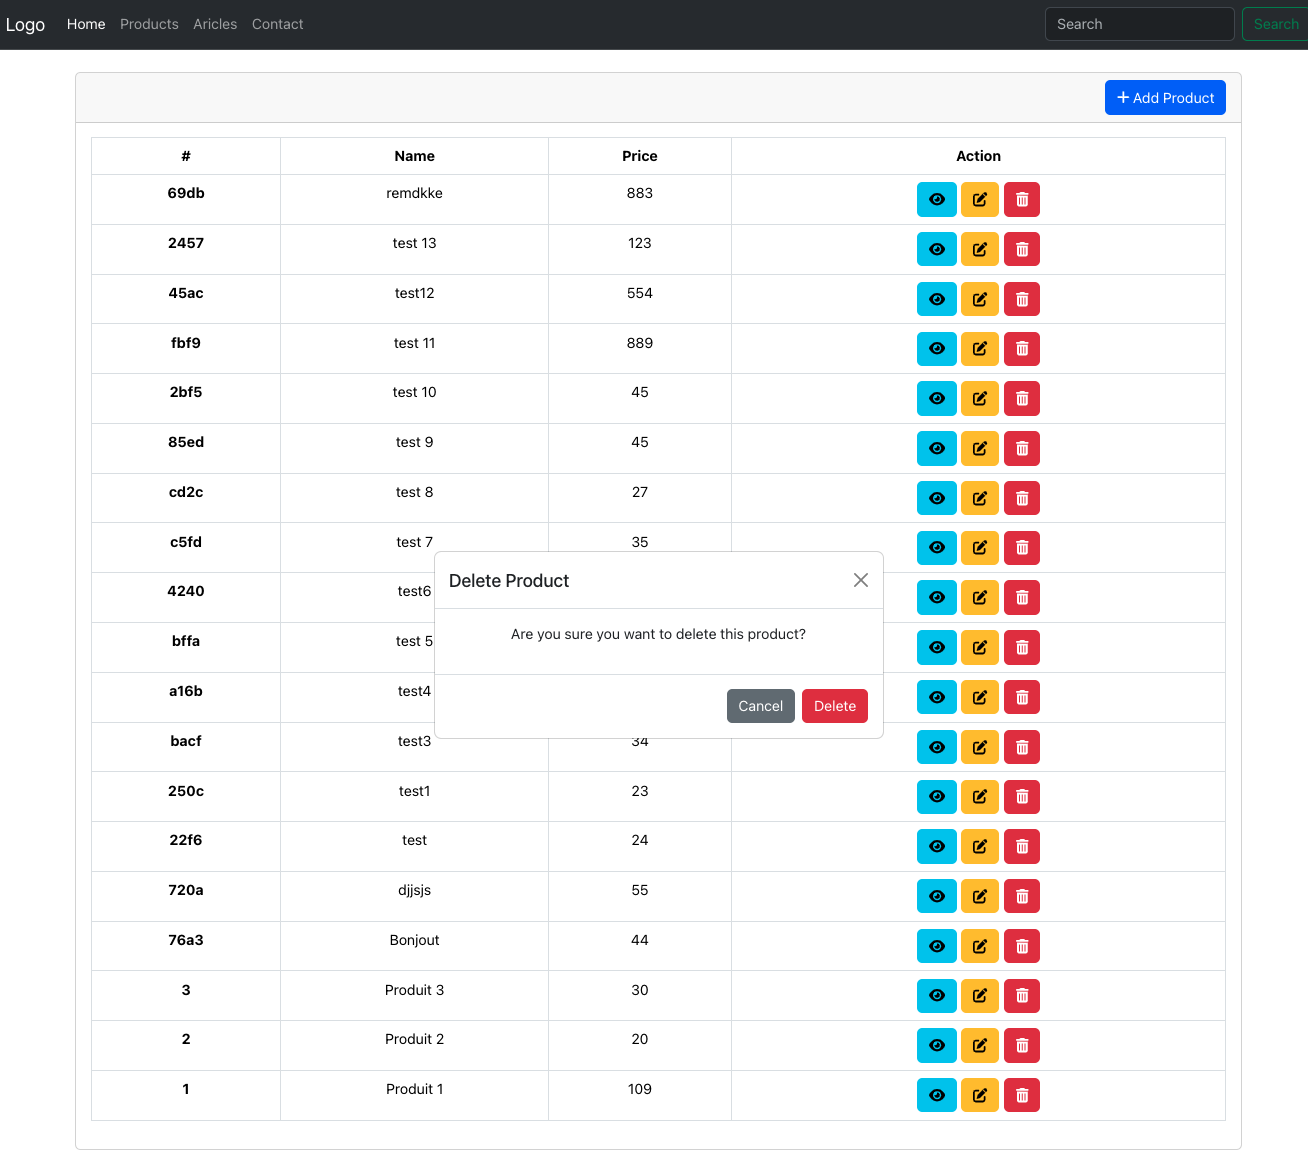 Logo Home Products Aricles Contact Search Search
Add Product
# Name Price Action
69db remdkke 883
2457 test 13 123
45ac test12 554
fbf9 test 11 889
2bf5 test 10 45
85ed test 9 45
cd2c test 8 27
c5fd test 7 35
4240 test6
bffa test 5
a16b test4
bacf test3 34
Delete Product
Are you sure you want to delete this product?
Cancel Delete
250c test1 23
22f6 test 24
720a djjsjs 55
76a3 Bonjout 44
3 Produit 3 30
2 Produit 2 20
1 Produit 1 109